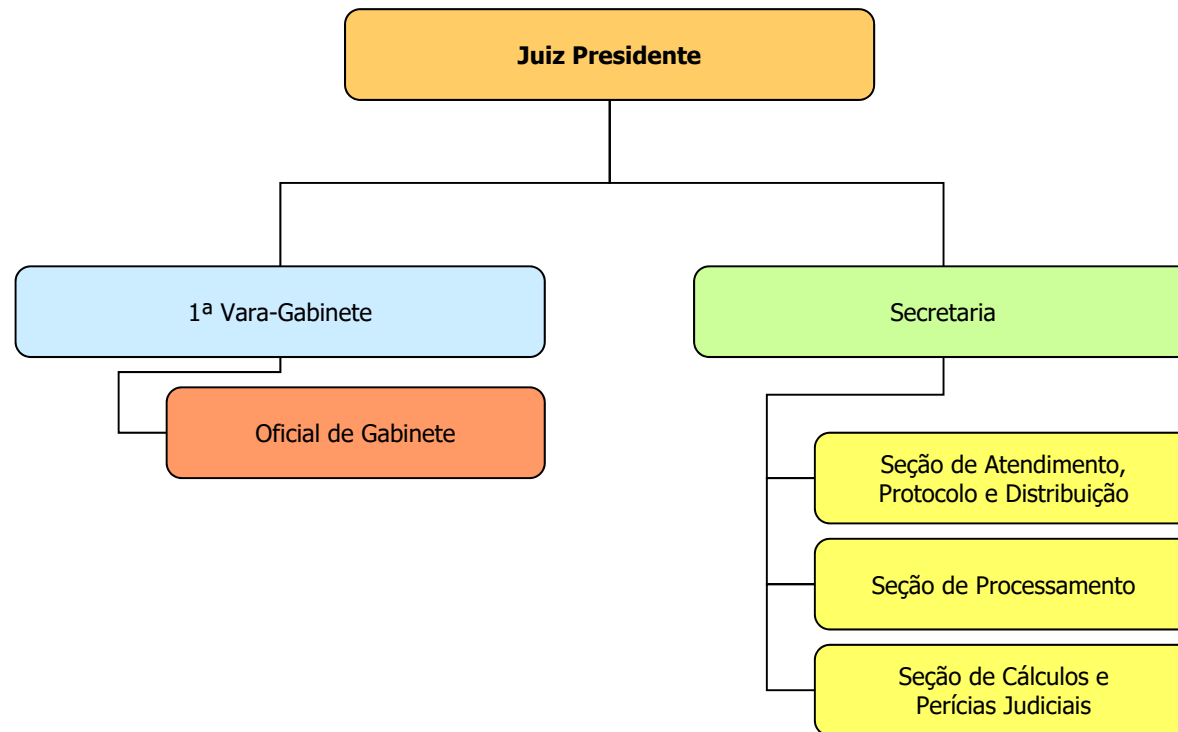 Juiz Presidente
1ª Vara-Gabinete
Secretaria
Oficial de Gabinete
Seção de Atendimento,
Protocolo e Distribuição
Seção de Processamento
Seção de Cálculos e
Perícias Judiciais